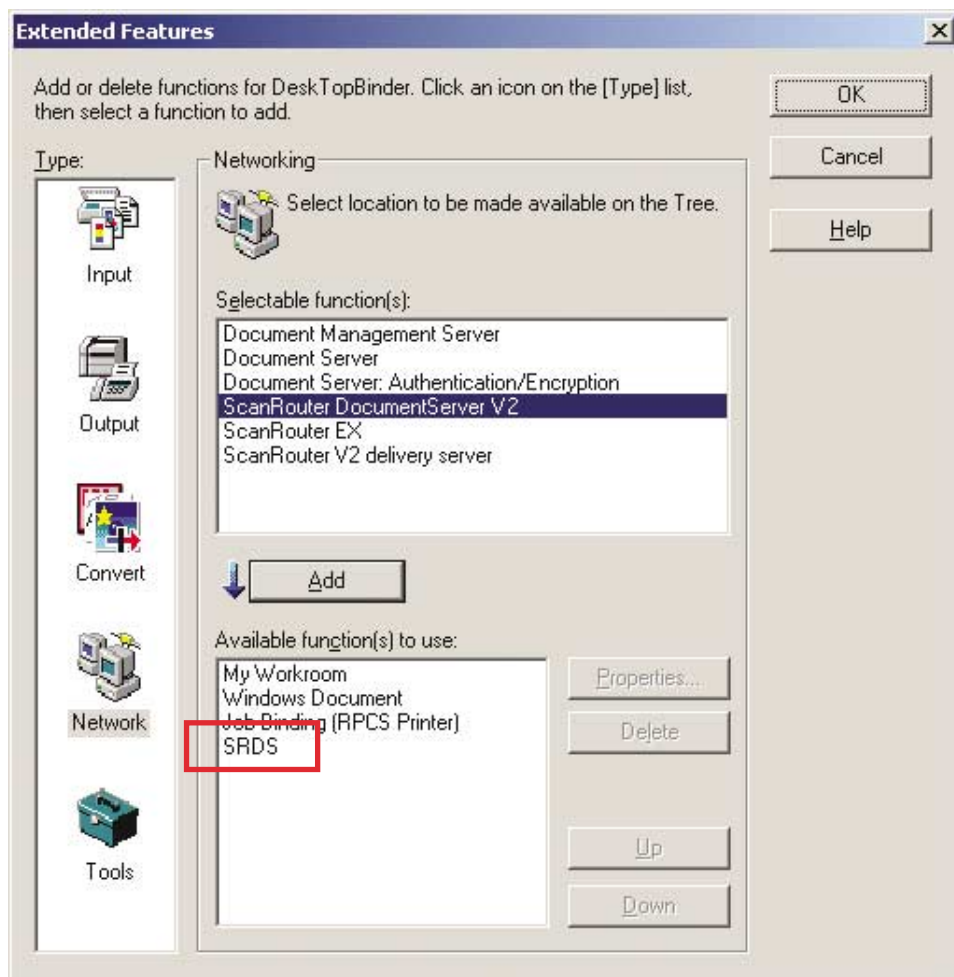 Extended Features
Add or delete functions for DeskTopBinder. Click an icon on the [Type] list,
then select a function to add.
OK
Cancel
Help
Type:
Input
Output
Convert
Network
Tools
Networking
Select location to be made available on the Tree.
Selectable function(s):
Document Management Server
Document Server
Document Server: Authentication/Encryption
ScanRouter DocumentServer V2
ScanRouter EX
ScanRouter V2 delivery server
Add
Available function(s) to use:
My Workroom
Windows Document
Job Binding (RPCS Printer)
SRDS
Properties...
Delete
Up
Down